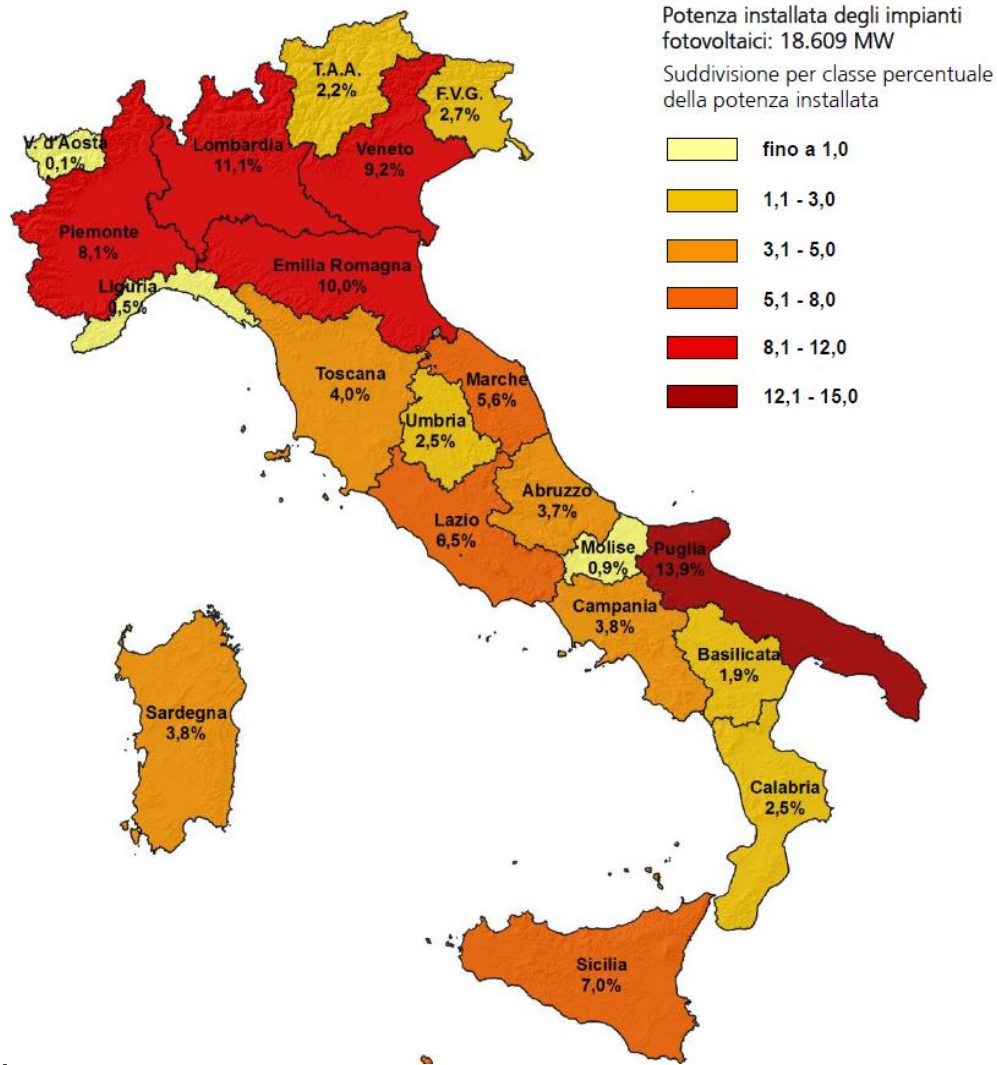 Potenza installata degli impianti
fotovoltaici: 18.609 MW
Suddivisione per classe percentuale
della potenza installata
fino a 1,0
1,1 - 3,0
3,1 - 5,0
5,1 - 8,0
8,1 - 12,0
12,1 - 15,0
T.A.A.
2,2%
F.V.G.
2,7%
V. d'Aosta
0,1%
Lombardia
11,1%
Veneto
9,2%
Piemonte
8,1%
Emilia Romagna
10,0%
Liguria
0,5%
Toscana
4,0%
Marche
5,6%
Umbria
2,5%
Abruzzo
3,7%
Lazio
6,5%
Molise
0,9%
Puglia
13,9%
Campania
3,8%
Basilicata
1,9%
Sardegna
3,8%
Calabria
2,5%
Sicilia
7,0%